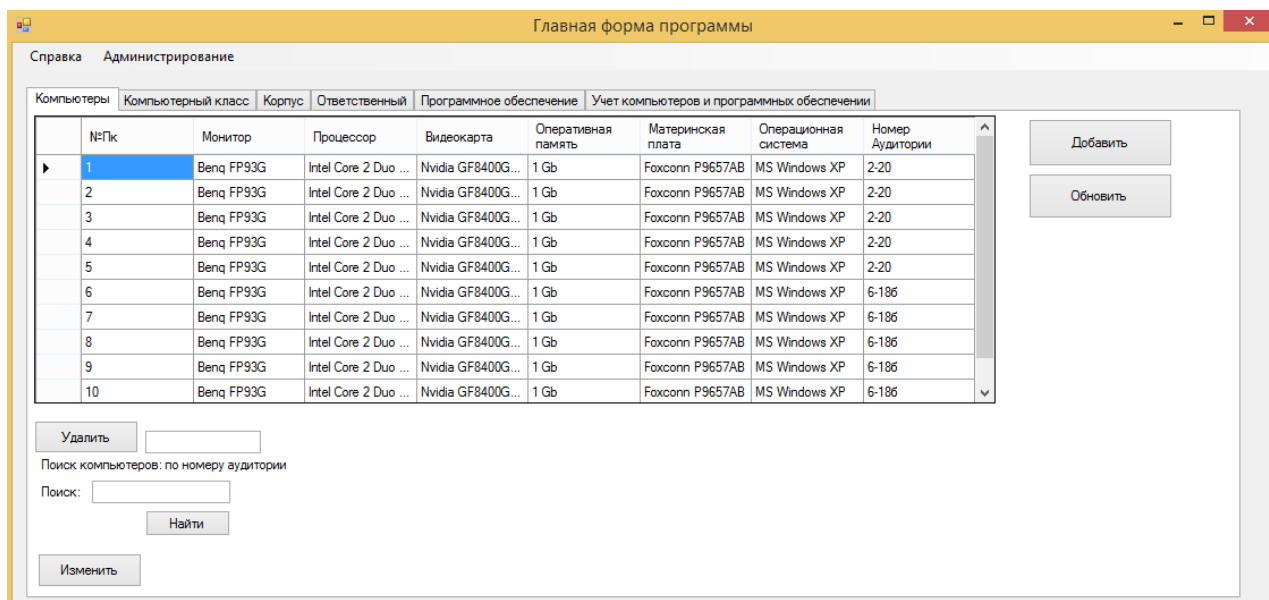 Главная форма программы
Справка Администрирование
Компьютеры Компьютерный класс Корпус Ответственный Программное обеспечение Учет компьютеров и программных обеспечении
№Пк Монитор Процессор Видеокарта Оперативная память Материнская плата Операционная система Номер Аудитории
1 Benq FP93G Intel Core 2 Duo ... Nvidia GF8400G... 1 Gb Foxconn P9657AB MS Windows XP 2-20
2 Benq FP93G Intel Core 2 Duo ... Nvidia GF8400G... 1 Gb Foxconn P9657AB MS Windows XP 2-20
3 Benq FP93G Intel Core 2 Duo ... Nvidia GF8400G... 1 Gb Foxconn P9657AB MS Windows XP 2-20
4 Benq FP93G Intel Core 2 Duo ... Nvidia GF8400G... 1 Gb Foxconn P9657AB MS Windows XP 2-20
5 Benq FP93G Intel Core 2 Duo ... Nvidia GF8400G... 1 Gb Foxconn P9657AB MS Windows XP 2-20
6 Benq FP93G Intel Core 2 Duo ... Nvidia GF8400G... 1 Gb Foxconn P9657AB MS Windows XP 6-18б
7 Benq FP93G Intel Core 2 Duo ... Nvidia GF8400G... 1 Gb Foxconn P9657AB MS Windows XP 6-18б
8 Benq FP93G Intel Core 2 Duo ... Nvidia GF8400G... 1 Gb Foxconn P9657AB MS Windows XP 6-18б
9 Benq FP93G Intel Core 2 Duo ... Nvidia GF8400G... 1 Gb Foxconn P9657AB MS Windows XP 6-18б
10 Benq FP93G Intel Core 2 Duo ... Nvidia GF8400G... 1 Gb Foxconn P9657AB MS Windows XP 6-18б
Добавить
Обновить
Удалить
Поиск компьютеров: по номеру аудитории
Поиск:
Найти
Изменить